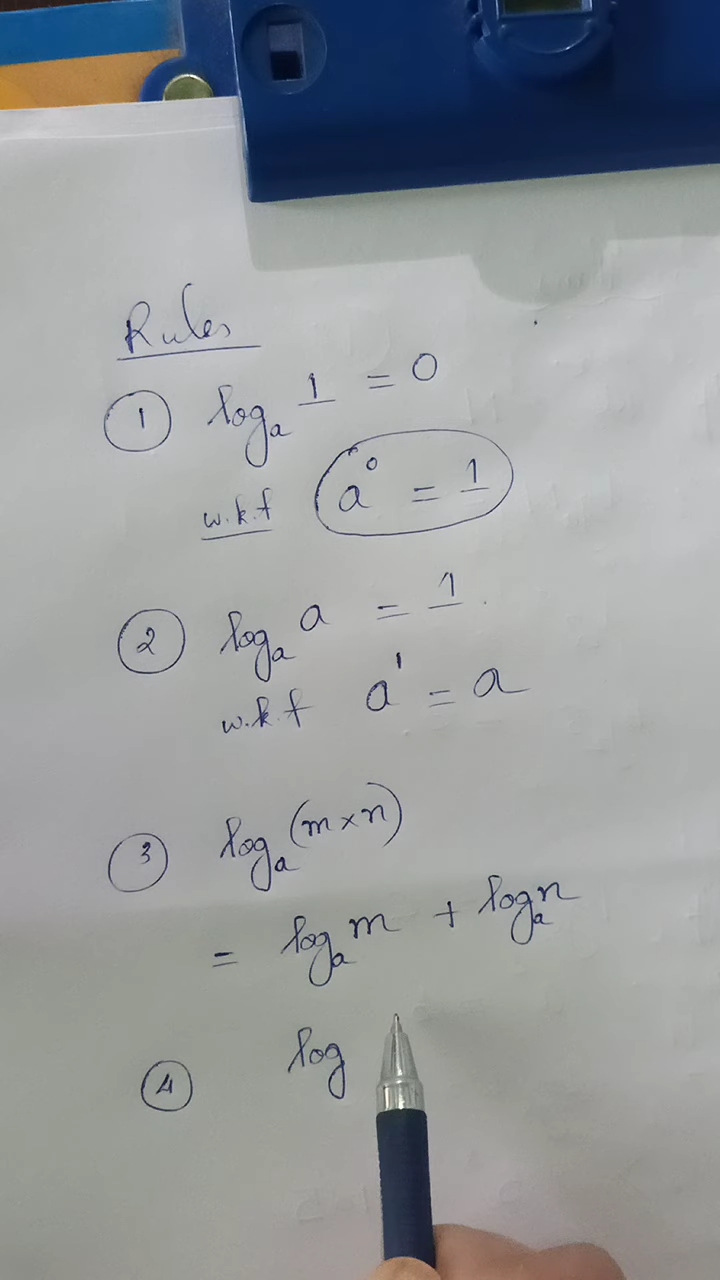 Rules
① logₐ 1 = 0
w.k.f a⁰ = 1
② logₐ a = 1
w.k.f a¹ = a
③ logₐ (m×n)
= logₐ m + logₐ n
④ log